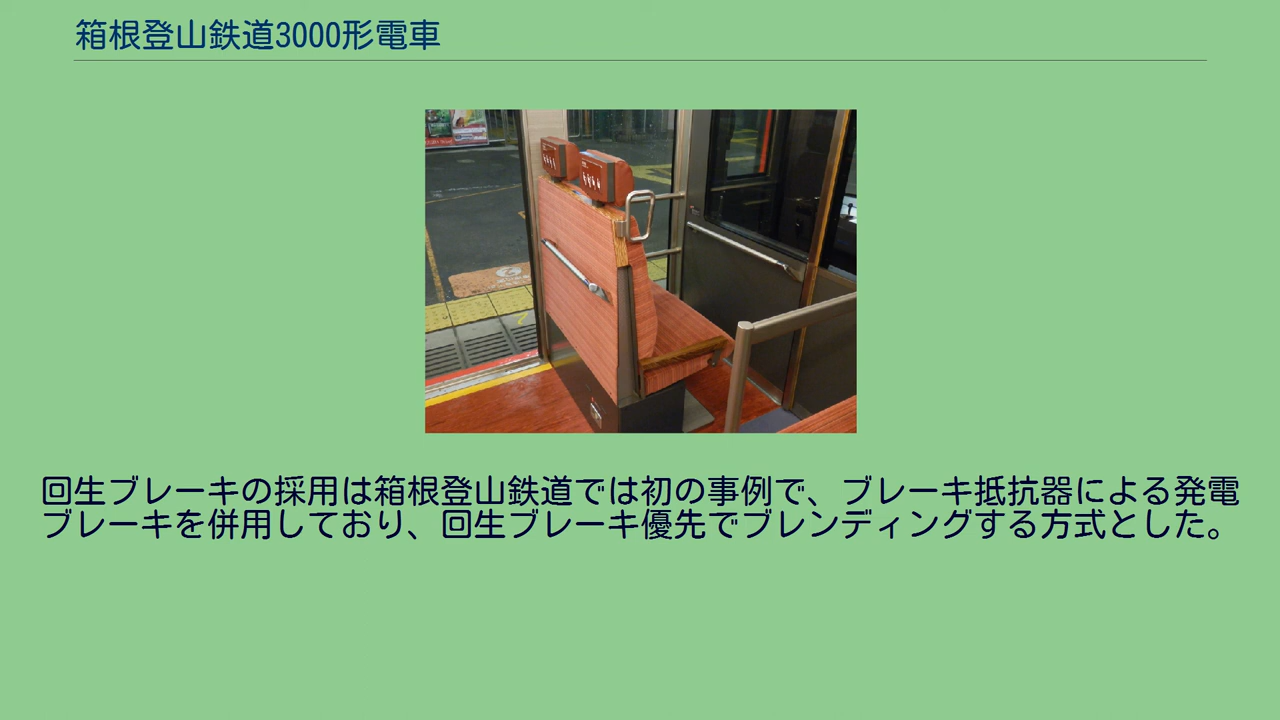 箱根登山鉄道3000形電車
回生ブレーキの採用は箱根登山鉄道では初の事例で、ブレーキ抵抗器による発電
ブレーキを併用しており、回生ブレーキ優先でブレンディングする方式とした。